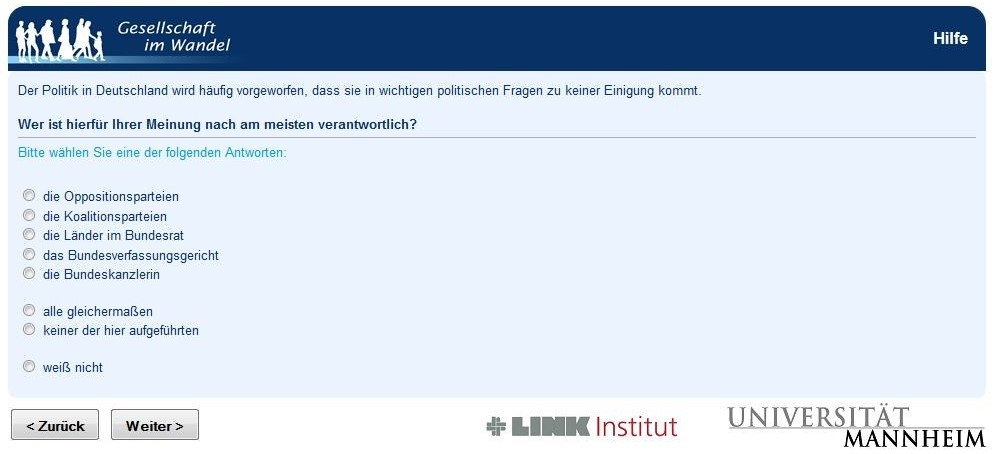 Gesellschaft
im Wandel
Hilfe
Der Politik in Deutschland wird häufig vorgeworfen, dass sie in wichtigen politischen Fragen zu keiner Einigung kommt.
Wer ist hierfür Ihrer Meinung nach am meisten verantwortlich?
Bitte wählen Sie eine der folgenden Antworten:
die Oppositionsparteien
die Koalitionsparteien
die Länder im Bundesrat
das Bundesverfassungsgericht
die Bundeskanzlerin
alle gleichermaßen
keiner der hier aufgeführten
weiß nicht
< Zurück
Weiter >
LINK Institut
UNIVERSITÄT
MANNHEIM